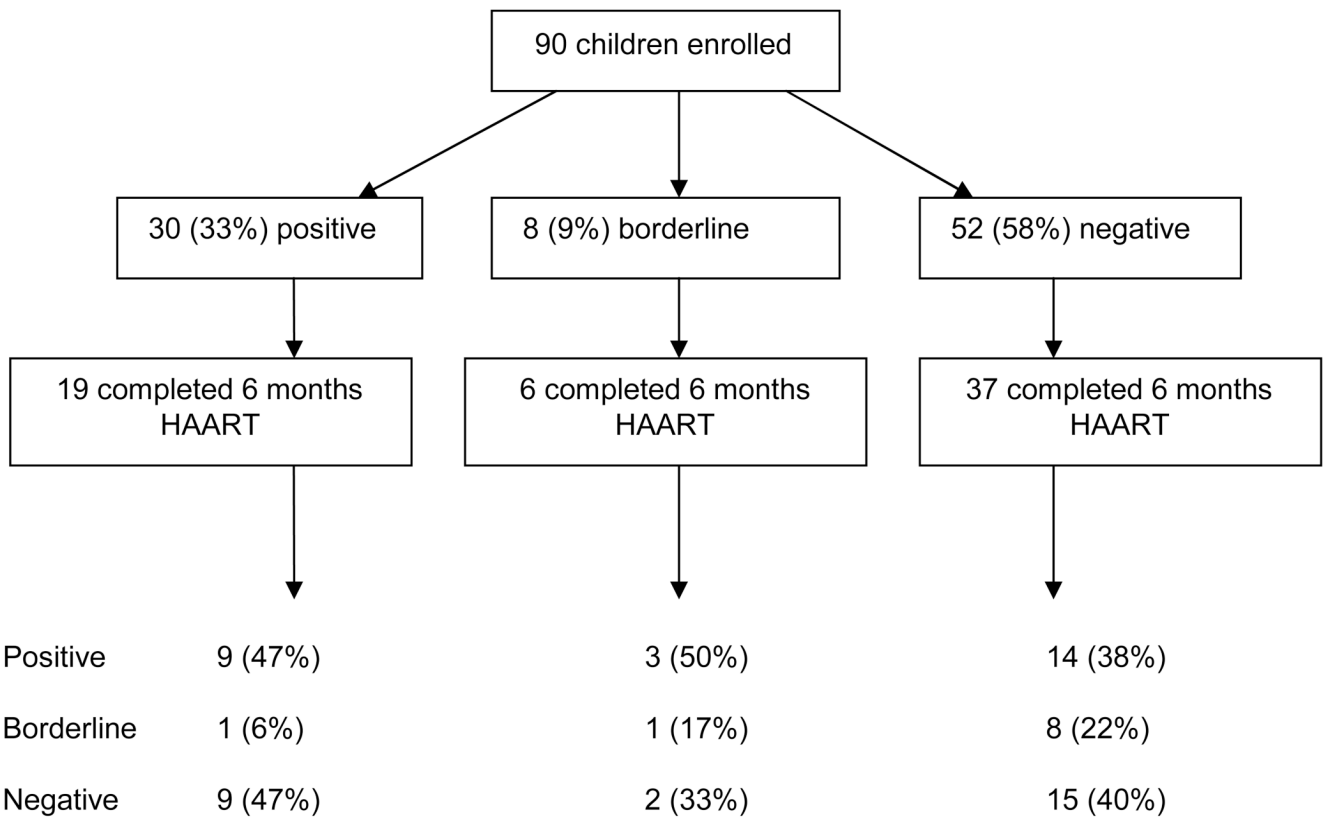 90 children enrolled
30 (33%) positive
8 (9%) borderline
52 (58%) negative
19 completed 6 months
HAART
6 completed 6 months
HAART
37 completed 6 months
HAART
Positive 9 (47%) 3 (50%) 14 (38%)
Borderline 1 (6%) 1 (17%) 8 (22%)
Negative 9 (47%) 2 (33%) 15 (40%)